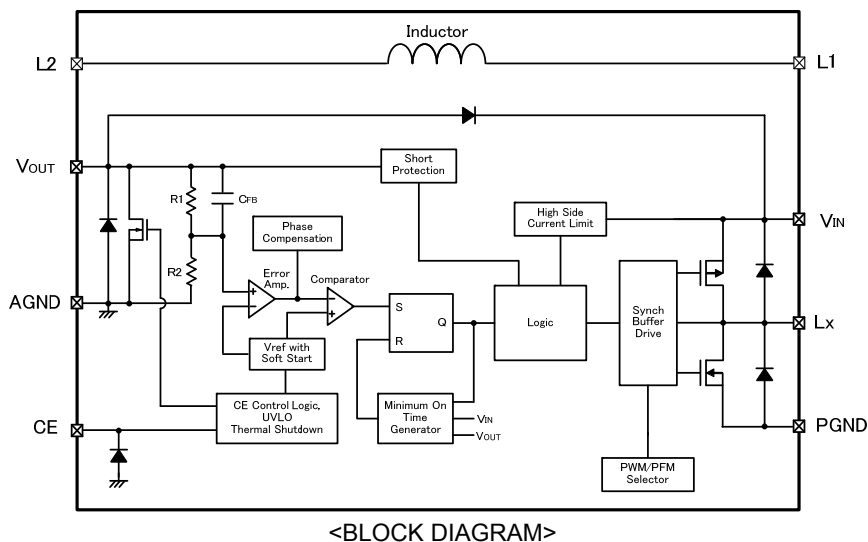 Inductor
L2
L1
VOUT
Short
Protection
R1
CFB
High Side
Current Limit
VIN
Phase
Compensation
R2
Error
Amp.
Comparator
AGND
+
−
−
+
S
Q
R
Logic
Synch
Buffer
Drive
Lx
Vref with
Soft Start
CE Control Logic,
UVLO
Thermal Shutdown
Minimum On
Time
Generator
VIN
VOUT
CE
PGND
PWM/PFM
Selector
<BLOCK DIAGRAM>